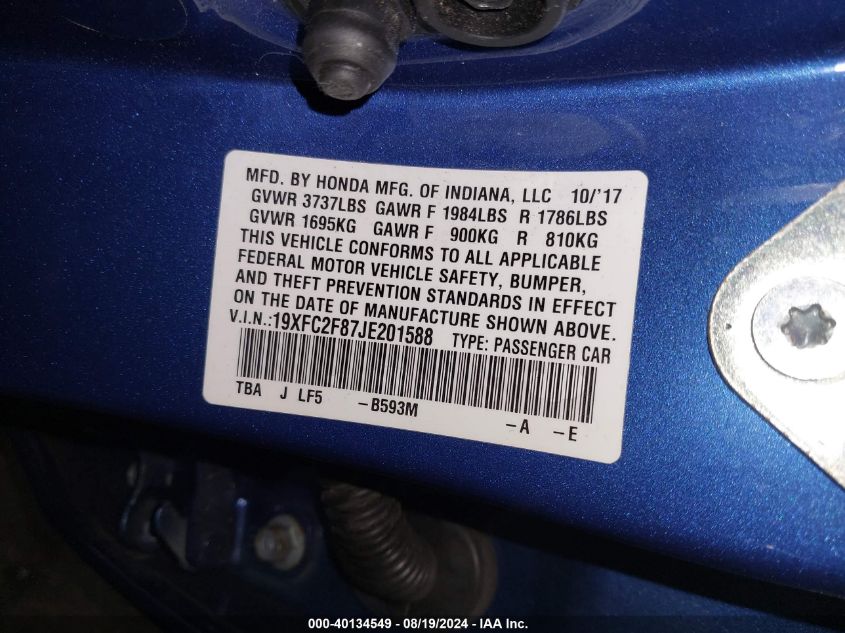 MFD. BY HONDA MFG. OF INDIANA, LLC 10/'17
GVWR 3737LBS GAWR F 1984LBS R 1786LBS
GVWR 1695KG GAWR F 900KG R 810KG
THIS VEHICLE CONFORMS TO ALL APPLICABLE
FEDERAL MOTOR VEHICLE SAFETY, BUMPER,
AND THEFT PREVENTION STANDARDS IN EFFECT
ON THE DATE OF MANUFACTURE SHOWN ABOVE.
V.I.N.:19XFC2F87JE201588 TYPE: PASSENGER CAR
TBA J LF5 -B593M -A -E
000-40134549 - 08/19/2024 - IAA Inc.